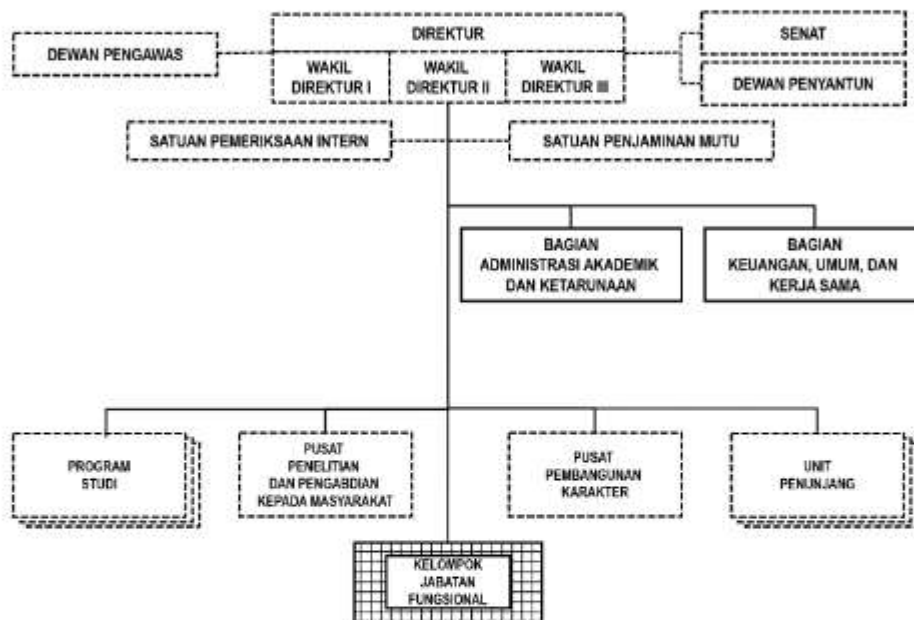 DIREKTUR
DEWAN PENGAWAS
SENAT
WAKIL
DIREKTUR I
WAKIL
DIREKTUR II
WAKIL
DIREKTUR III
DEWAN PENYANTUN
SATUAN PEMERIKSAAN INTERN
SATUAN PENJAMINAN MUTU
BAGIAN
ADMINISTRASI AKADEMIK
DAN KETARUNAAN
BAGIAN
KEUANGAN, UMUM, DAN
KERJA SAMA
PROGRAM
STUDI
PUSAT
PENELITIAN
DAN PENGABDIAN
KEPADA MASYARAKAT
PUSAT
PEMBANGUNAN
KARAKTER
UNIT
PENUNJANG
KELOMPOK
JABATAN
FUNGSIONAL